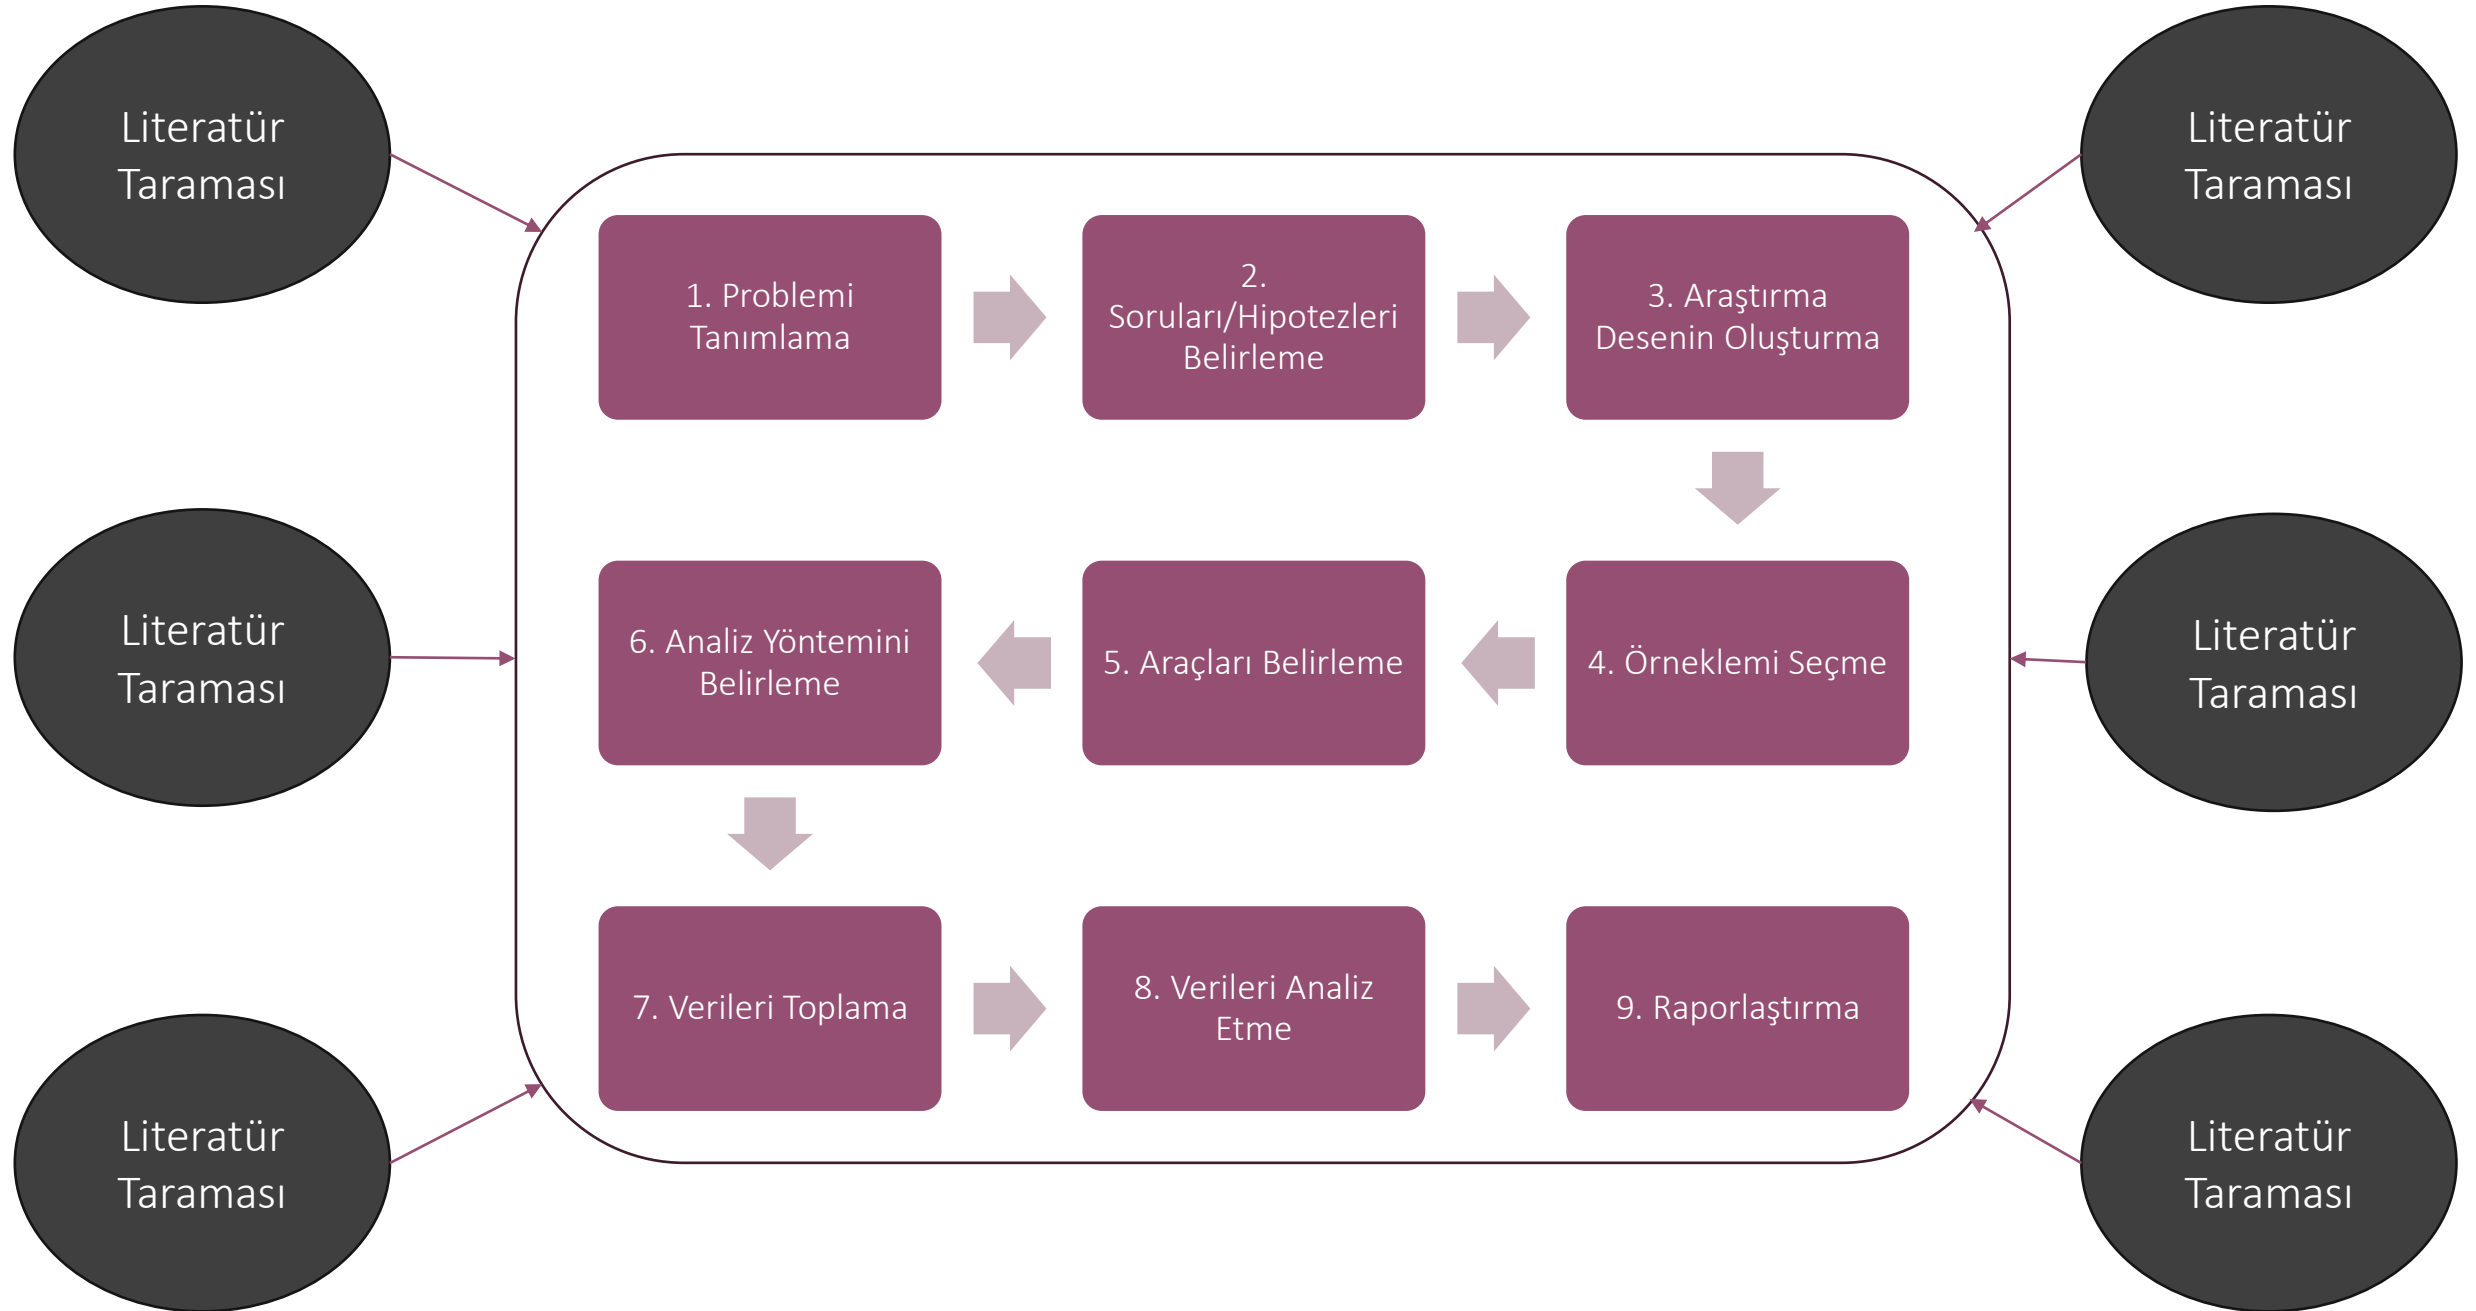 Literatür
Taraması
Literatür
Taraması
1. Problemi
Tanımlama
2.
Soruları/Hipotezleri
Belirleme
3. Araştırma
Desenin Oluşturma
Literatür
Taraması
6. Analiz Yöntemini
Belirleme
5. Araçları Belirleme
4. Örneklemi Seçme
Literatür
Taraması
7. Verileri Toplama
8. Verileri Analiz
Etme
9. Raporlaştırma
Literatür
Taraması
Literatür
Taraması